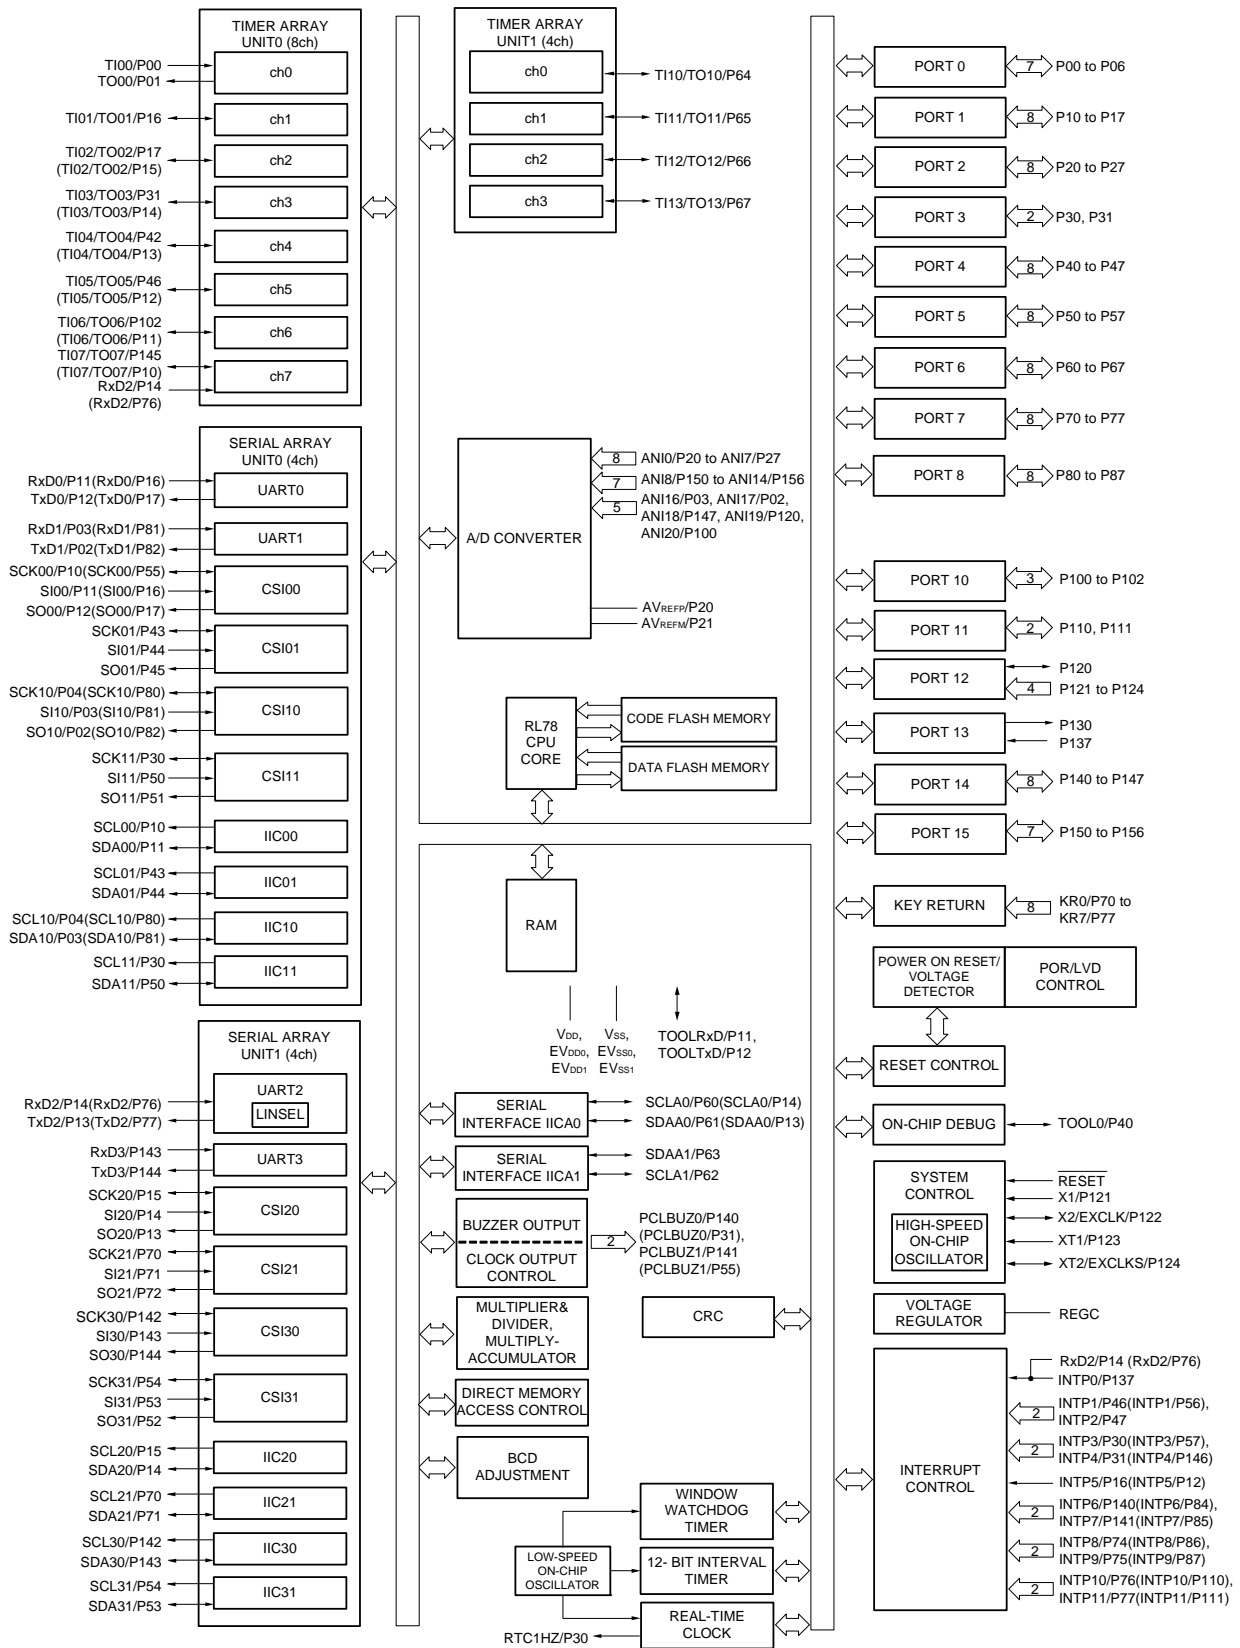 TIMER ARRAY
UNIT0 (8ch)
ch0
TI00/P00
TO00/P01
ch1
TI01/TO01/P16
ch2
TI02/TO02/P17
(TI02/TO02/P15)
ch3
TI03/TO03/P31
(TI03/TO03/P14)
ch4
TI04/TO04/P42
(TI04/TO04/P13)
ch5
TI05/TO05/P46
(TI05/TO05/P12)
ch6
TI06/TO06/P102
(TI06/TO06/P11)
ch7
TI07/TO07/P145
(TI07/TO07/P10)
RxD2/P14
(RxD2/P76)
SERIAL ARRAY
UNIT0 (4ch)
UART0
RxD0/P11(RxD0/P16)
TxD0/P12(TxD0/P17)
UART1
RxD1/P03(RxD1/P81)
TxD1/P02(TxD1/P82)
CSI00
SCK00/P10(SCK00/P55)
SI00/P11(SI00/P16)
SO00/P12(SO00/P17)
CSI01
SCK01/P43
SI01/P44
SO01/P45
CSI10
SCK10/P04(SCK10/P80)
SI10/P03(SI10/P81)
SO10/P02(SO10/P82)
CSI11
SCK11/P30
SI11/P50
SO11/P51
IIC00
SCL00/P10
SDA00/P11
IIC01
SCL01/P43
SDA01/P44
IIC10
SCL10/P04(SCL10/P80)
SDA10/P03(SDA10/P81)
IIC11
SCL11/P30
SDA11/P50
SERIAL ARRAY
UNIT1 (4ch)
UART2
LINSEL
RxD2/P14(RxD2/P76)
TxD2/P13(TxD2/P77)
UART3
RxD3/P143
TxD3/P144
CSI20
SCK20/P15
SI20/P14
SO20/P13
CSI21
SCK21/P70
SI21/P71
SO21/P72
CSI30
SCK30/P142
SI30/P143
SO30/P144
CSI31
SCK31/P54
SI31/P53
SO31/P52
IIC20
SCL20/P15
SDA20/P14
IIC21
SCL21/P70
SDA21/P71
IIC30
SCL30/P142
SDA30/P143
IIC31
SCL31/P54
SDA31/P53
TIMER ARRAY
UNIT1 (4ch)
ch0
TI10/TO10/P64
ch1
TI11/TO11/P65
ch2
TI12/TO12/P66
ch3
TI13/TO13/P67
A/D CONVERTER
8
ANI0/P20 to ANI7/P27
7
ANI8/P150 to ANI14/P156
5
ANI16/P03, ANI17/P02,
ANI18/P147, ANI19/P120,
ANI20/P100
AVREFP/P20
AVREFM/P21
RL78
CPU
CORE
CODE FLASH MEMORY
DATA FLASH MEMORY
RAM
VDD,
EVDD0,
EVDD1
VSS,
EVSS0,
EVSS1
TOOLRxD/P11,
TOOLTxD/P12
SERIAL
INTERFACE IICA0
SCLA0/P60(SCLA0/P14)
SDAA0/P61(SDAA0/P13)
SERIAL
INTERFACE IICA1
SDAA1/P63
SCLA1/P62
BUZZER OUTPUT
CLOCK OUTPUT
CONTROL
2
PCLBUZ0/P140
(PCLBUZ0/P31),
PCLBUZ1/P141
(PCLBUZ1/P55)
MULTIPLIER&
DIVIDER,
MULTIPLY-
ACCUMULATOR
CRC
DIRECT MEMORY
ACCESS CONTROL
BCD
ADJUSTMENT
WINDOW
WATCHDOG
TIMER
LOW-SPEED
ON-CHIP
OSCILLATOR
12- BIT INTERVAL
TIMER
REAL-TIME
CLOCK
RTC1HZ/P30
PORT 0
7
P00 to P06
PORT 1
8
P10 to P17
PORT 2
8
P20 to P27
PORT 3
2
P30, P31
PORT 4
8
P40 to P47
PORT 5
8
P50 to P57
PORT 6
8
P60 to P67
PORT 7
8
P70 to P77
PORT 8
8
P80 to P87
PORT 10
3
P100 to P102
PORT 11
2
P110, P111
PORT 12
P120
4
P121 to P124
PORT 13
P130
P137
PORT 14
8
P140 to P147
PORT 15
7
P150 to P156
KEY RETURN
8
KR0/P70 to
KR7/P77
POWER ON RESET/
VOLTAGE
DETECTOR
POR/LVD
CONTROL
RESET CONTROL
ON-CHIP DEBUG
TOOL0/P40
SYSTEM
CONTROL
HIGH-SPEED
ON-CHIP
OSCILLATOR
RESET
X1/P121
X2/EXCLK/P122
XT1/P123
XT2/EXCLKS/P124
VOLTAGE
REGULATOR
REGC
INTERRUPT
CONTROL
RxD2/P14 (RxD2/P76)
INTP0/P137
2
INTP1/P46(INTP1/P56),
INTP2/P47
2
INTP3/P30(INTP3/P57),
INTP4/P31(INTP4/P146)
INTP5/P16(INTP5/P12)
2
INTP6/P140(INTP6/P84),
INTP7/P141(INTP7/P85)
2
INTP8/P74(INTP8/P86),
INTP9/P75(INTP9/P87)
2
INTP10/P76(INTP10/P110),
INTP11/P77(INTP11/P111)